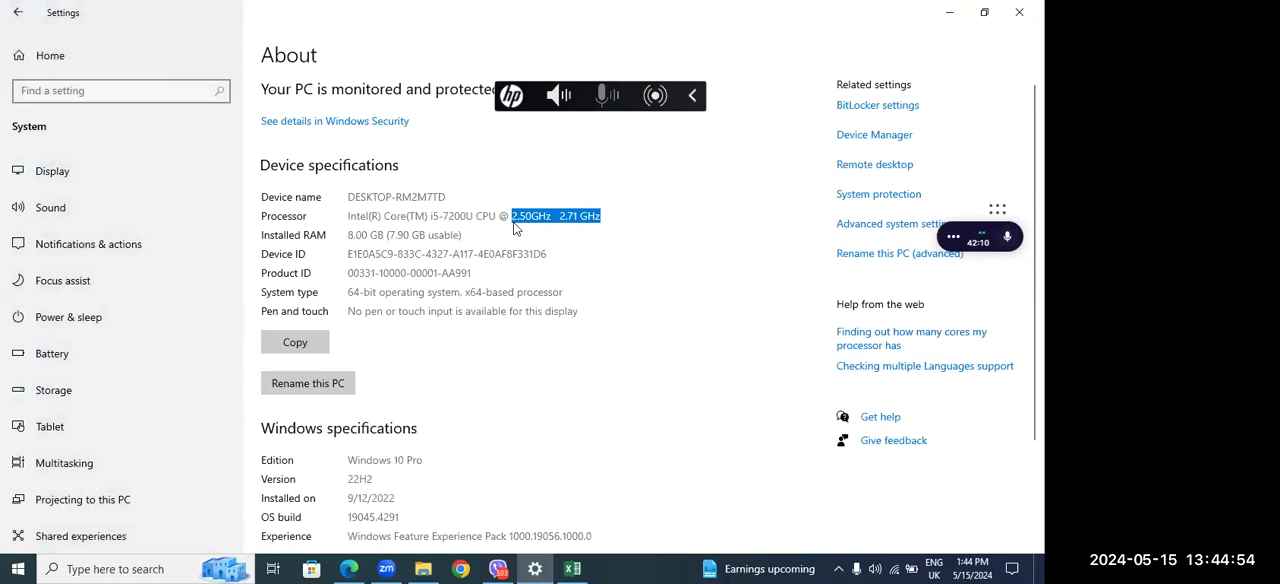 Settings
Home
Find a setting
System
Display
Sound
Notifications & actions
Focus assist
Power & sleep
Battery
Storage
Tablet
Multitasking
Projecting to this PC
Shared experiences
About
Your PC is monitored and protected
See details in Windows Security
Device specifications
Device name DESKTOP-RM2M7TD
Processor Intel(R) Core(TM) i5-7200U CPU @ 2.50GHz 2.71 GHz
Installed RAM 8.00 GB (7.90 GB usable)
Device ID E1E0A5C9-833C-4327-A117-4E0AF8F331D6
Product ID 00331-10000-00001-AA991
System type 64-bit operating system, x64-based processor
Pen and touch No pen or touch input is available for this display
Copy
Rename this PC
Windows specifications
Edition Windows 10 Pro
Version 22H2
Installed on 9/12/2022
OS build 19045.4291
Experience Windows Feature Experience Pack 1000.19056.1000.0
hp
Related settings
BitLocker settings
Device Manager
Remote desktop
System protection
Advanced system
42:10
Rename this PC (advanced)
Help from the web
Finding out how many cores my
processor has
Checking multiple Languages support
Get help
Give feedback
Type here to search
zm
Earnings upcoming
ENG
UK
1:44 PM
5/15/2024
2024-05-15 13:44:54